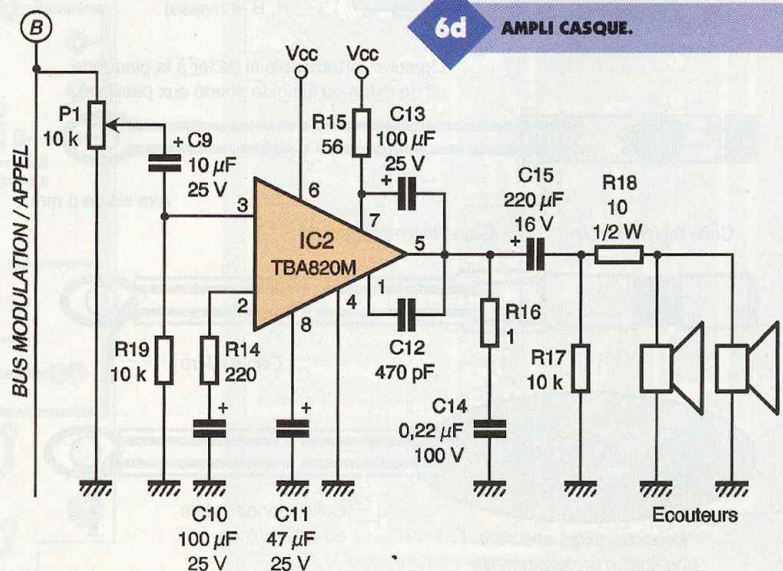 B
6d
AMPLI CASQUE.
BUS MODULATION / APPEL
P1
10 k
C9
10 µF
25 V
+
Vcc
Vcc
R15
56
C13
100 µF
25 V
+
6
7
3
IC2
TBA820M
5
2
8
4
1
C15
220 µF
16 V
+
R18
10
1/2 W
R19
10 k
R14
220
C12
470 pF
R16
1
R17
10 k
+
+
C14
0,22 µF
100 V
C10
100 µF
25 V
C11
47 µF
25 V
Ecouteurs